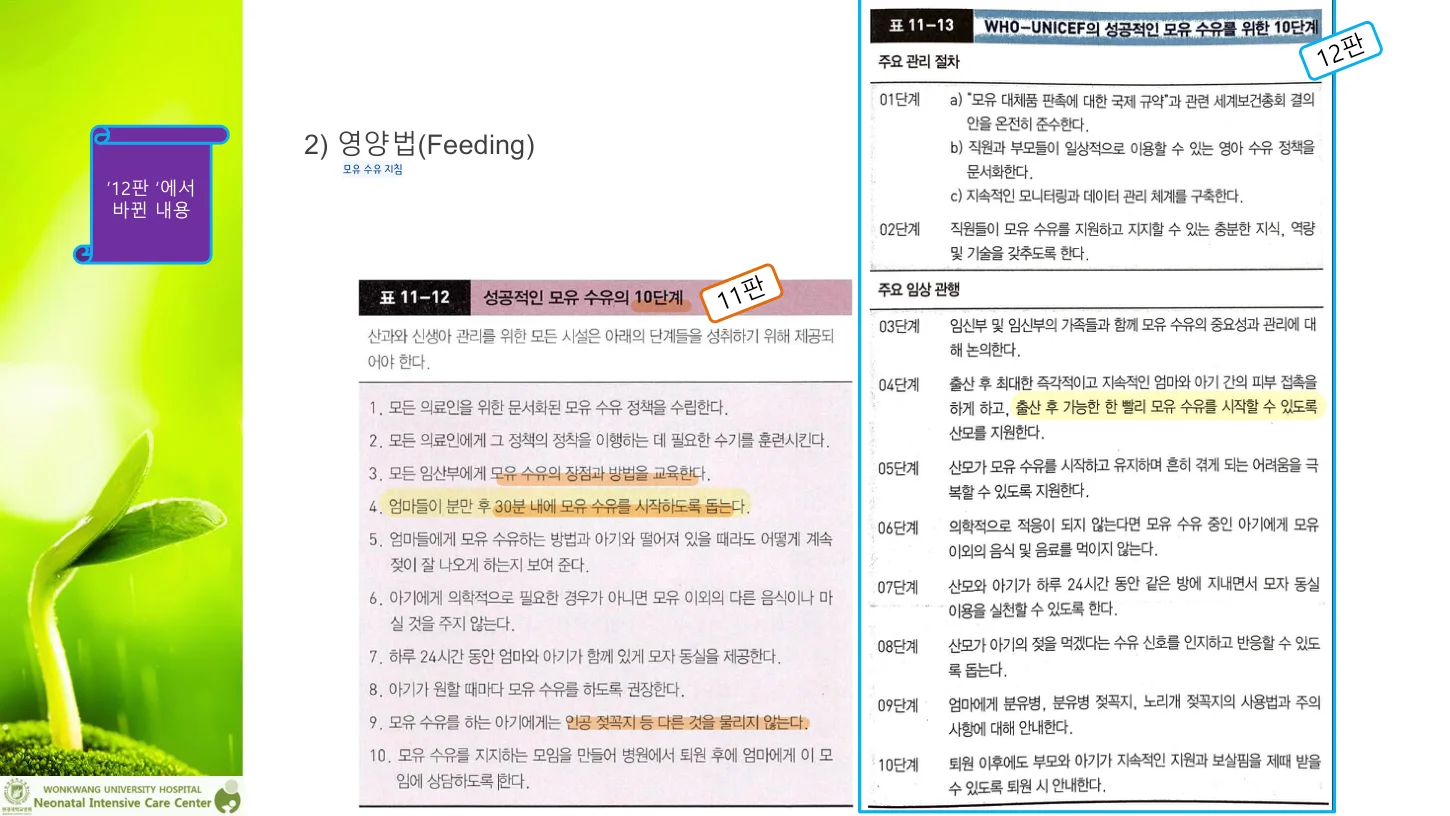 '12판 '에서
바뀐 내용
2) 영양법(Feeding)
모유 수유 지침
표 11-12 성공적인 모유 수유의 10단계
11판
산과와 신생아 관리를 위한 모든 시설은 아래의 단계들을 성취하기 위해 제공되
어야 한다.
1. 모든 의료인을 위한 문서화된 모유 수유 정책을 수립한다.
2. 모든 의료인에게 그 정책의 정착을 이행하는 데 필요한 수기를 훈련시킨다.
3. 모든 임산부에게 모유 수유의 장점과 방법을 교육한다.
4. 엄마들이 분만 후 30분 내에 모유 수유를 시작하도록 돕는다.
5. 엄마들에게 모유 수유하는 방법과 아기와 떨어져 있을 때라도 어떻게 계속
젖이 잘 나오게 하는지 보여 준다.
6. 아기에게 의학적으로 필요한 경우가 아니면 모유 이외의 다른 음식이나 마
실 것을 주지 않는다.
7. 하루 24시간 동안 엄마와 아기가 함께 있게 모자 동실을 제공한다.
8. 아기가 원할 때마다 모유 수유를 하도록 권장한다.
9. 모유 수유를 하는 아기에게는 인공 젖꼭지 등 다른 것을 물리지 않는다.
10. 모유 수유를 지지하는 모임을 만들어 병원에서 퇴원 후에 엄마에게 이 모
임에 상담하도록 한다.
표 11-13 WHO-UNICEF의 성공적인 모유 수유를 위한 10단계
12판
주요 관리 절차
01단계 a) "모유 대체품 판촉에 대한 국제 규약"과 관련 세계보건총회 결의
안을 온전히 준수한다.
b) 직원과 부모들이 일상적으로 이용할 수 있는 영아 수유 정책을
문서화한다.
c) 지속적인 모니터링과 데이터 관리 체계를 구축한다.
02단계 직원들이 모유 수유를 지원하고 지지할 수 있는 충분한 지식, 역량
및 기술을 갖추도록 한다.
주요 임상 관행
03단계 임신부 및 임신부의 가족들과 함께 모유 수유의 중요성과 관리에 대
해 논의한다.
04단계 출산 후 최대한 즉각적이고 지속적인 엄마와 아기 간의 피부 접촉을
하게 하고, 출산 후 가능한 한 빨리 모유 수유를 시작할 수 있도록
산모를 지원한다.
05단계 산모가 모유 수유를 시작하고 유지하며 흔히 겪게 되는 어려움을 극
복할 수 있도록 지원한다.
06단계 의학적으로 적응이 되지 않는다면 모유 수유 중인 아기에게 모유
이외의 음식 및 음료를 먹이지 않는다.
07단계 산모와 아기가 하루 24시간 동안 같은 방에 지내면서 모자 동실
이용을 실천할 수 있도록 한다.
08단계 산모가 아기의 젖을 먹겠다는 수유 신호를 인지하고 반응할 수 있도
록 돕는다.
09단계 엄마에게 분유병, 분유병 젖꼭지, 노리개 젖꼭지의 사용법과 주의
사항에 대해 안내한다.
10단계 퇴원 이후에도 부모와 아기가 지속적인 지원과 보살핌을 제때 받을
수 있도록 퇴원 시 안내한다.
WONKWANG UNIVERSITY HOSPITAL
Neonatal Intensive Care Center